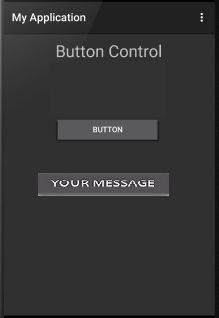 My Application
Button Control
BUTTON
YOUR MESSAGE